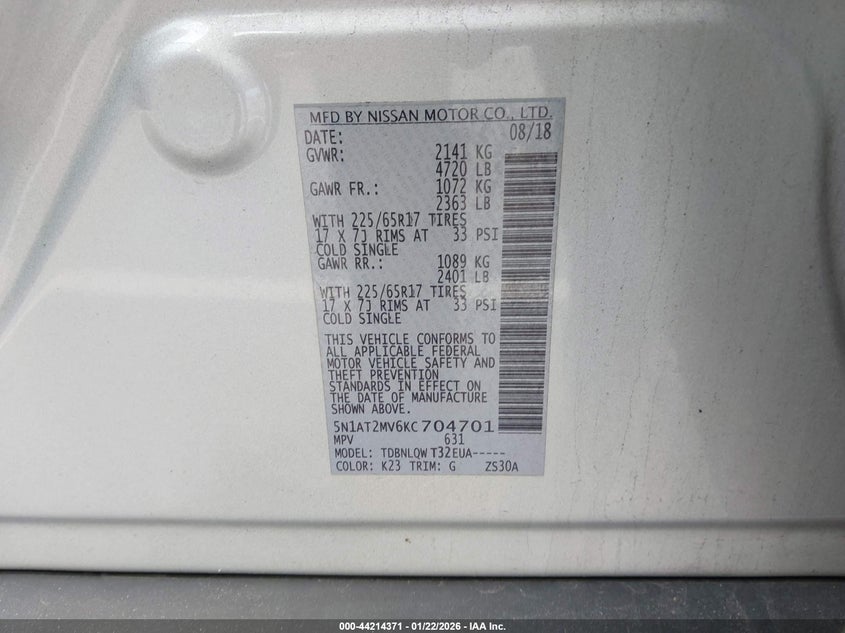 MFD BY NISSAN MOTOR CO., LTD.
DATE: 08/18
GVWR: 2141 KG
4720 LB
GAWR FR.: 1072 KG
2363 LB
WITH 225/65R17 TIRES
17 X 7J RIMS AT 33 PSI
COLD SINGLE
GAWR RR.: 1089 KG
2401 LB
WITH 225/65R17 TIRES
17 X 7J RIMS AT 33 PSI
COLD SINGLE
THIS VEHICLE CONFORMS TO
ALL APPLICABLE FEDERAL
MOTOR VEHICLE SAFETY AND
THEFT PREVENTION
STANDARDS IN EFFECT ON
THE DATE OF MANUFACTURE
SHOWN ABOVE.
5N1AT2MV6KC704701
MPV 631
MODEL: TDBNLQW T32EUA-----
COLOR: K23 TRIM: G ZS30A
000-44214371 - 01/22/2026 - IAA Inc.